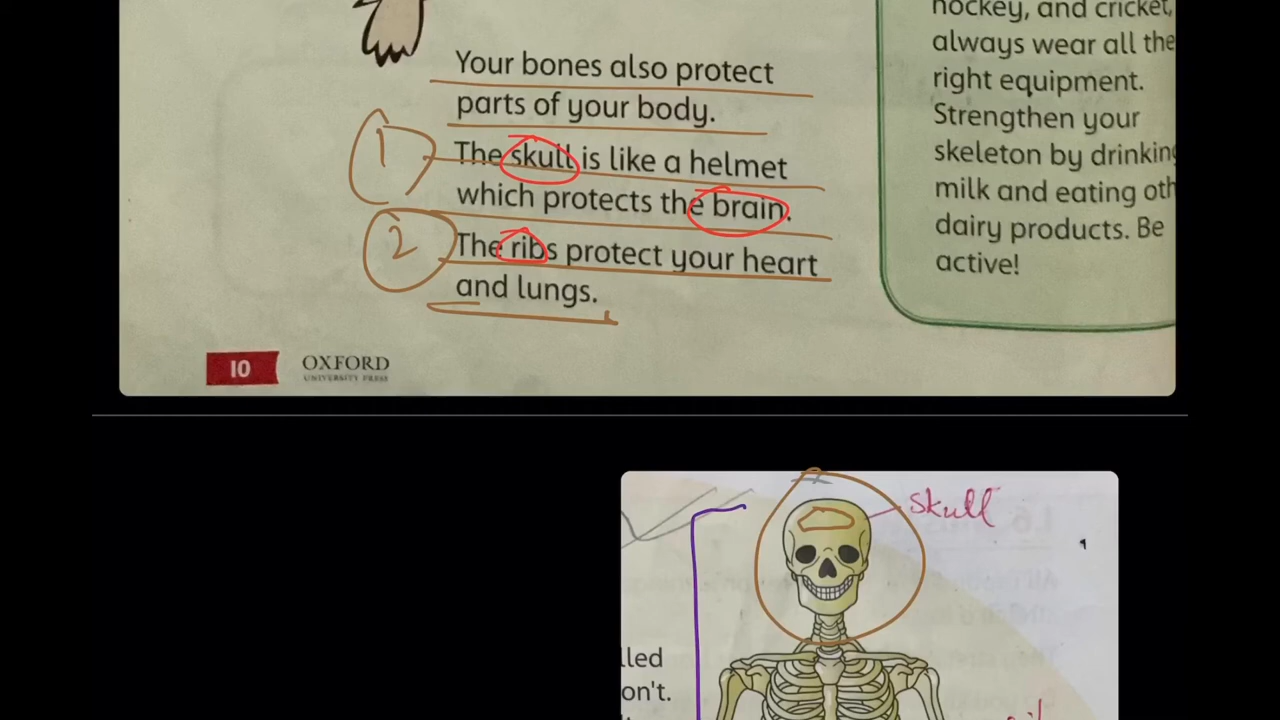 Your bones also protect
parts of your body.
1
The skull is like a helmet
which protects the brain.
2
The ribs protect your heart
and lungs.
hockey, and cricket,
always wear all the
right equipment.
Strengthen your
skeleton by drinking
milk and eating oth
dairy products. Be
active!
10
OXFORD
UNIVERSITY PRESS
skull
lled
on't.